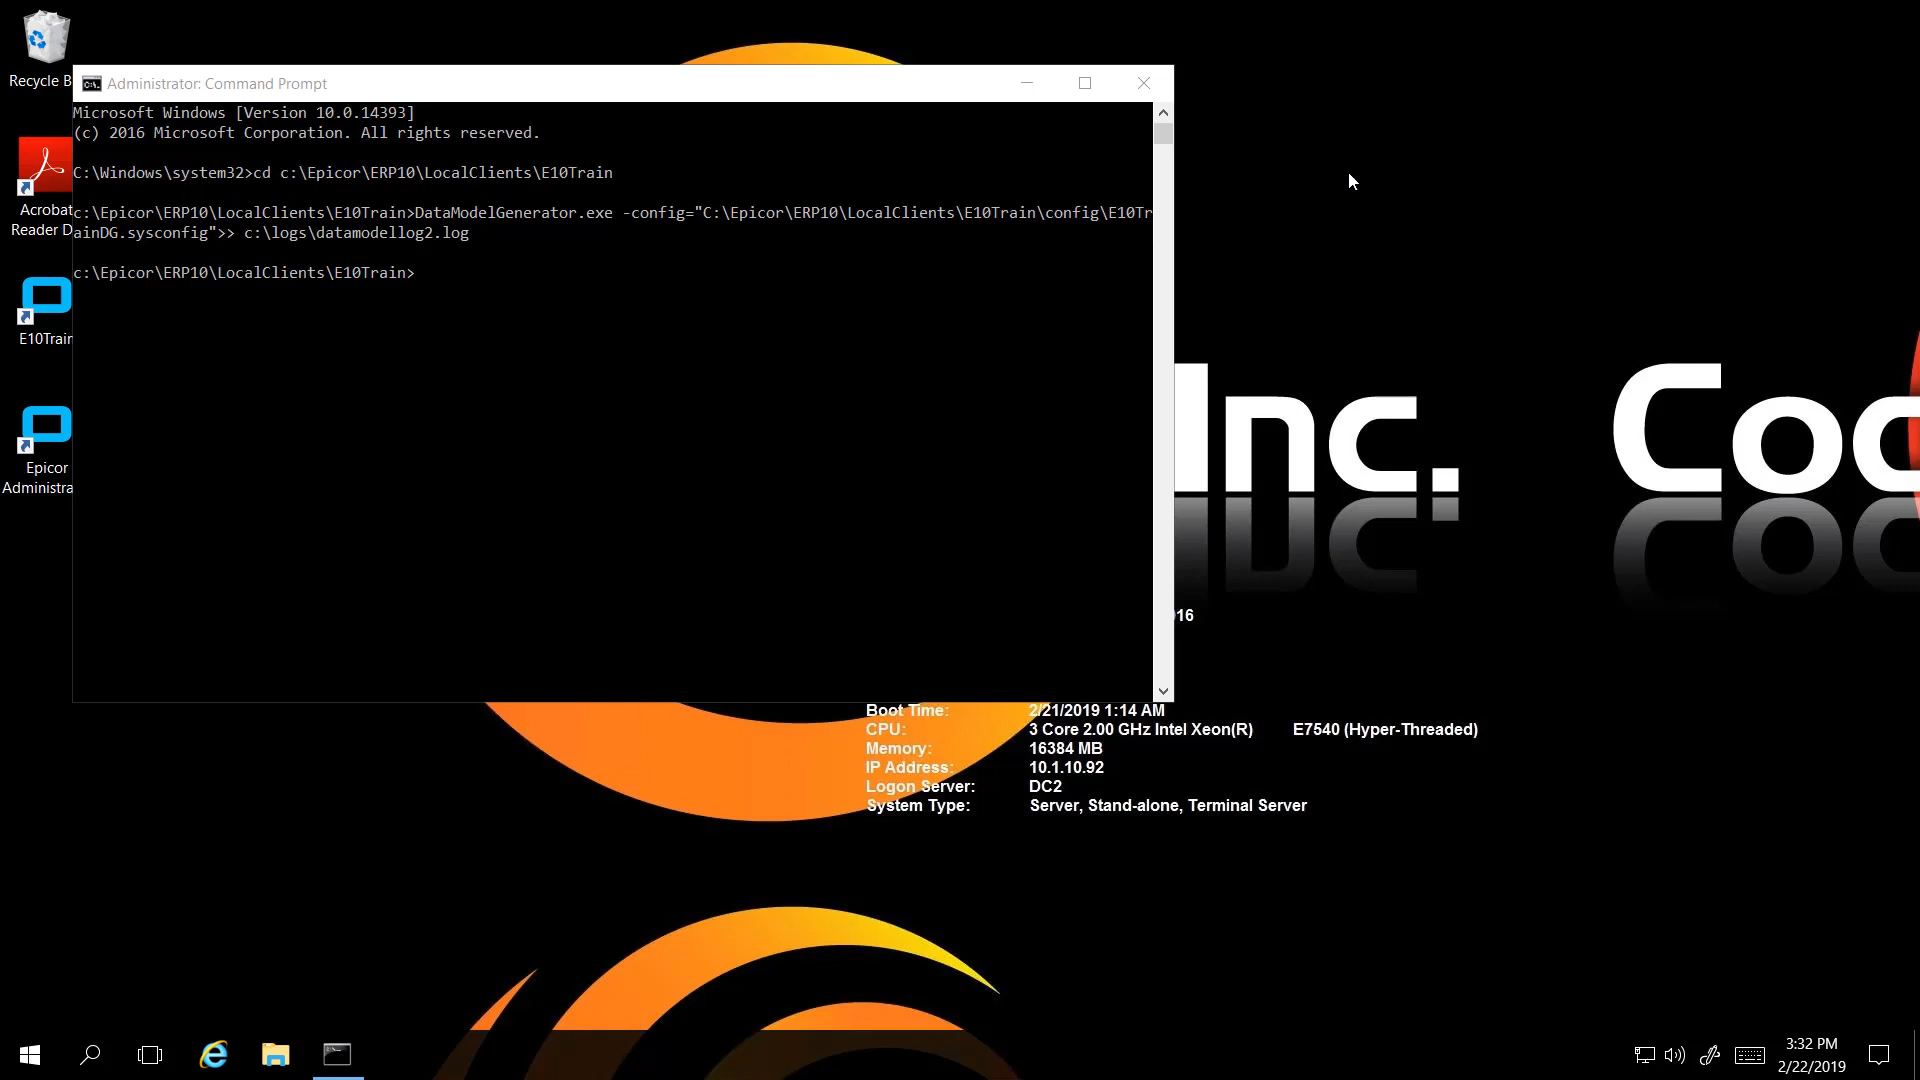 Recycle B
Administrator: Command Prompt
Microsoft Windows [Version 10.0.14393]
(c) 2016 Microsoft Corporation. All rights reserved.
C:\Windows\system32>cd c:\Epicor\ERP10\LocalClients\E10Train
c:\Epicor\ERP10\LocalClients\E10Train>DataModelGenerator.exe -config="C:\Epicor\ERP10\LocalClients\E10Train\config\E10Tr
ainDG.sysconfig">> c:\logs\datamodellog2.log
c:\Epicor\ERP10\LocalClients\E10Train>
Acrobat
Reader D
E10Train
Epicor
Administra
Inc. Coc
16
Boot Time: 2/21/2019 1:14 AM
CPU: 3 Core 2.00 GHz Intel Xeon(R) E7540 (Hyper-Threaded)
Memory: 16384 MB
IP Address: 10.1.10.92
Logon Server: DC2
System Type: Server, Stand-alone, Terminal Server
3:32 PM
2/22/2019